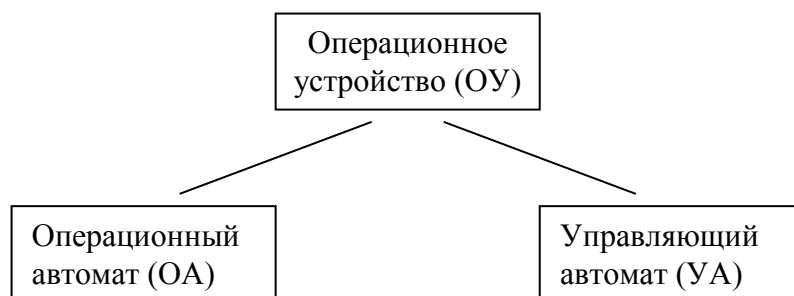 Операционное
устройство (ОУ)
Операционный
автомат (ОА)
Управляющий
автомат (УА)